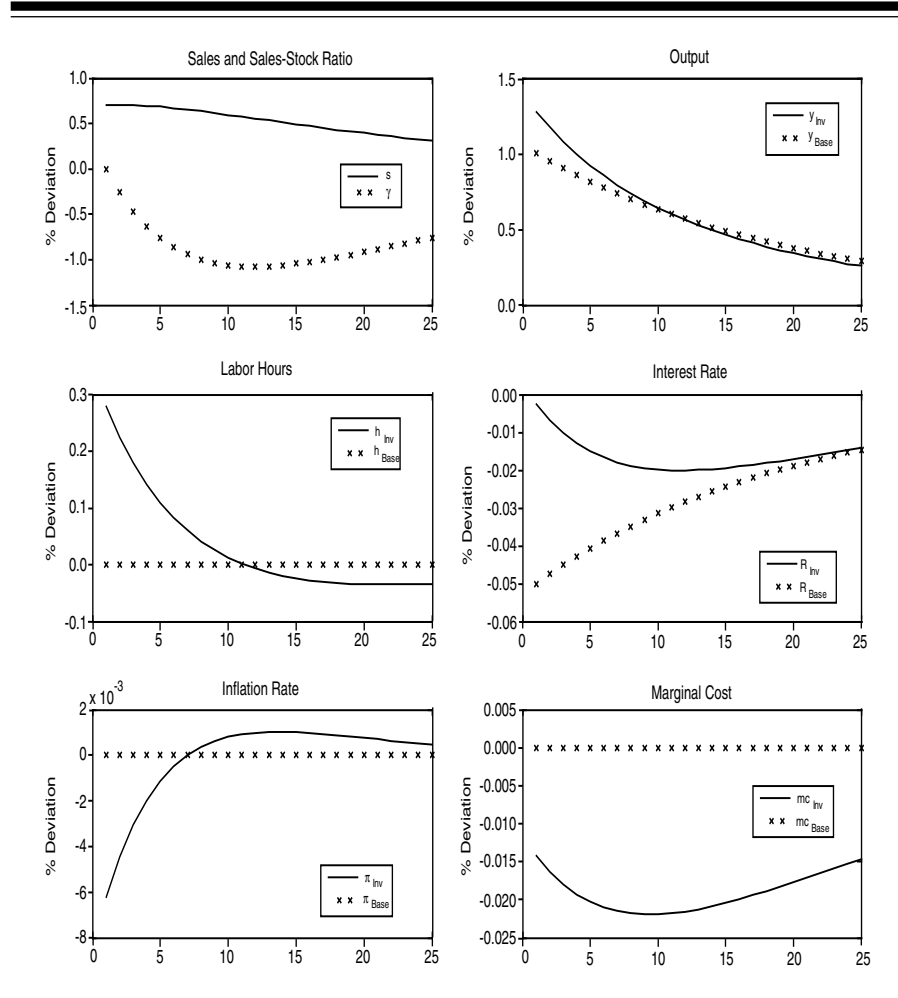 Sales and Sales-Stock Ratio
% Deviation
1.0
0.5
0.0
-0.5
-1.0
-1.5
0 5 10 15 20 25
s
γ
Output
% Deviation
1.5
1.0
0.5
0.0
0 5 10 15 20 25
y Inv
y Base
Labor Hours
% Deviation
0.3
0.2
0.1
0.0
-0.1
0 5 10 15 20 25
h Inv
h Base
Interest Rate
% Deviation
0.00
-0.01
-0.02
-0.03
-0.04
-0.05
-0.06
0 5 10 15 20 25
R Inv
R Base
Inflation Rate
x 10-3
% Deviation
2
0
-2
-4
-6
-8
0 5 10 15 20 25
π Inv
π Base
Marginal Cost
% Deviation
0.005
0.000
-0.005
-0.010
-0.015
-0.020
-0.025
0 5 10 15 20 25
mc Inv
mc Base